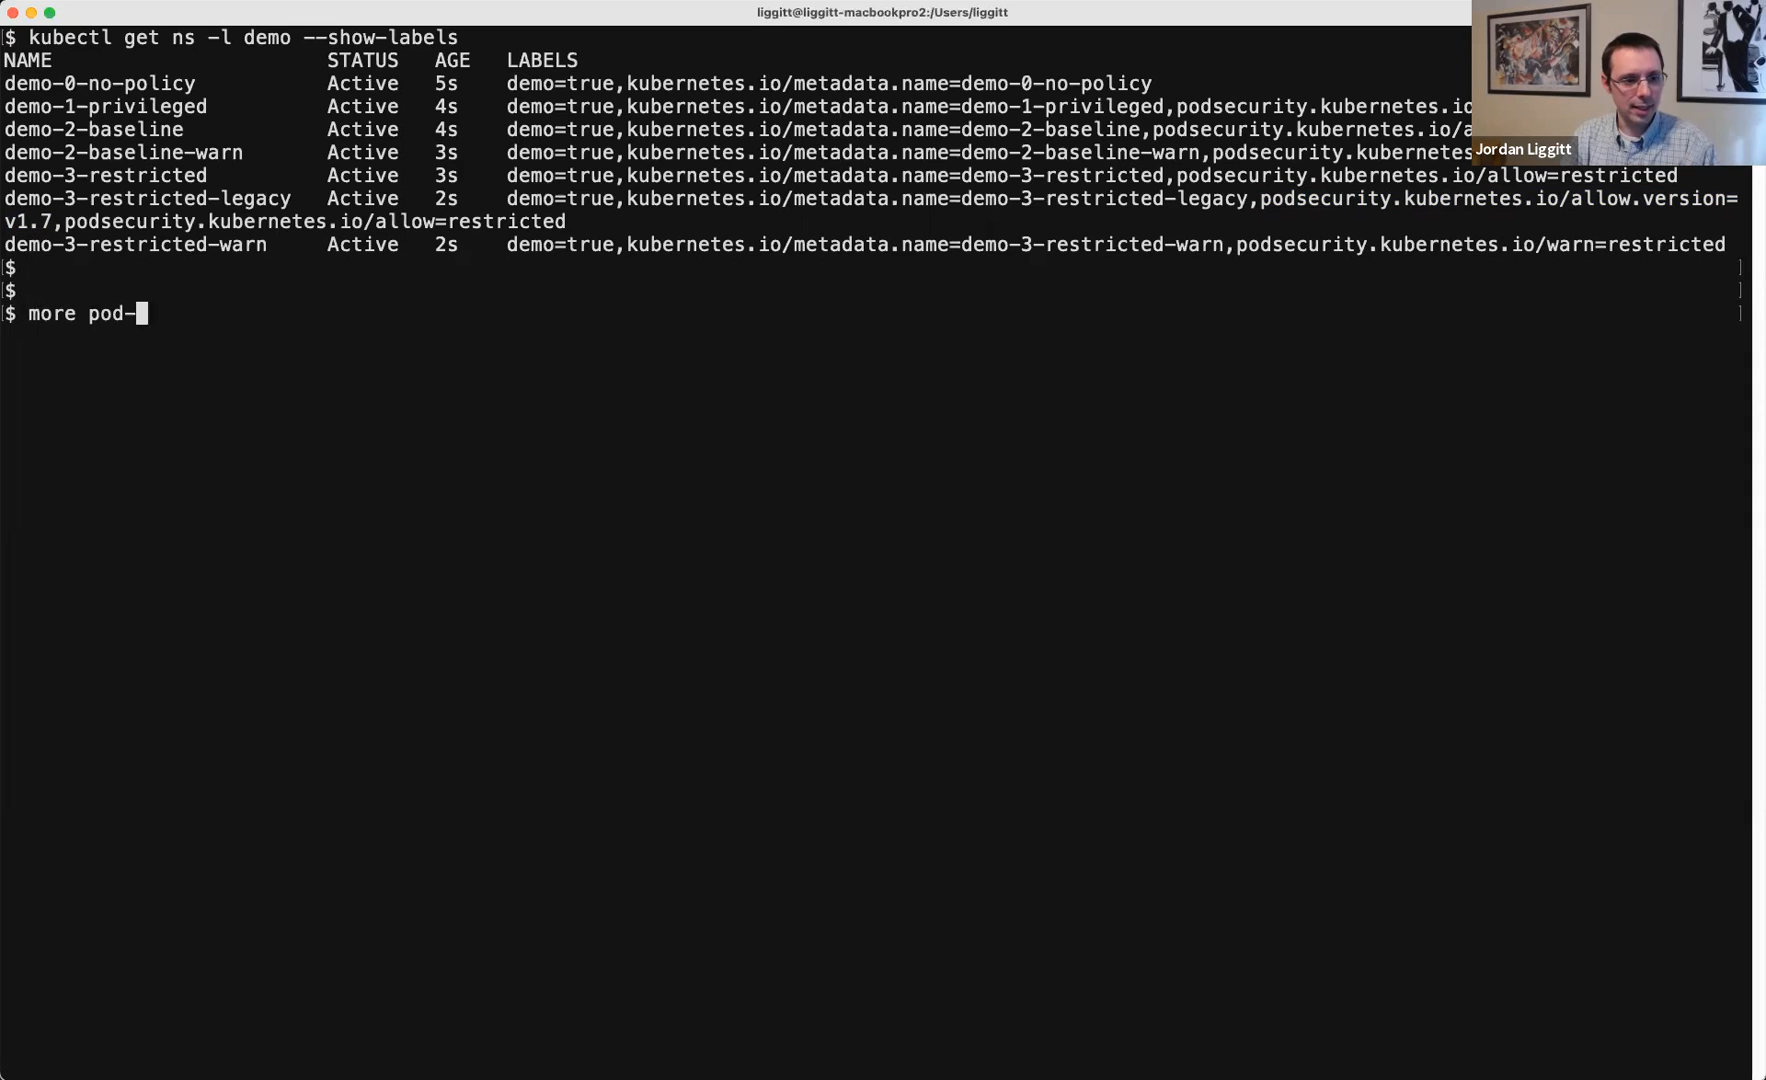 liggitt@liggitt-macbookpro2:/Users/liggitt
$ kubectl get ns -l demo --show-labels
NAME STATUS AGE LABELS
demo-0-no-policy Active 5s demo=true,kubernetes.io/metadata.name=demo-0-no-policy
demo-1-privileged Active 4s demo=true,kubernetes.io/metadata.name=demo-1-privileged,podsecurity.kubernetes.io
demo-2-baseline Active 4s demo=true,kubernetes.io/metadata.name=demo-2-baseline,podsecurity.kubernetes.io/a
demo-2-baseline-warn Active 3s demo=true,kubernetes.io/metadata.name=demo-2-baseline-warn,podsecurity.kubernetes
Jordan Liggitt
demo-3-restricted Active 3s demo=true,kubernetes.io/metadata.name=demo-3-restricted,podsecurity.kubernetes.io/allow=restricted
demo-3-restricted-legacy Active 2s demo=true,kubernetes.io/metadata.name=demo-3-restricted-legacy,podsecurity.kubernetes.io/allow.version=
v1.7,podsecurity.kubernetes.io/allow=restricted
demo-3-restricted-warn Active 2s demo=true,kubernetes.io/metadata.name=demo-3-restricted-warn,podsecurity.kubernetes.io/warn=restricted
$
$
$ more pod-